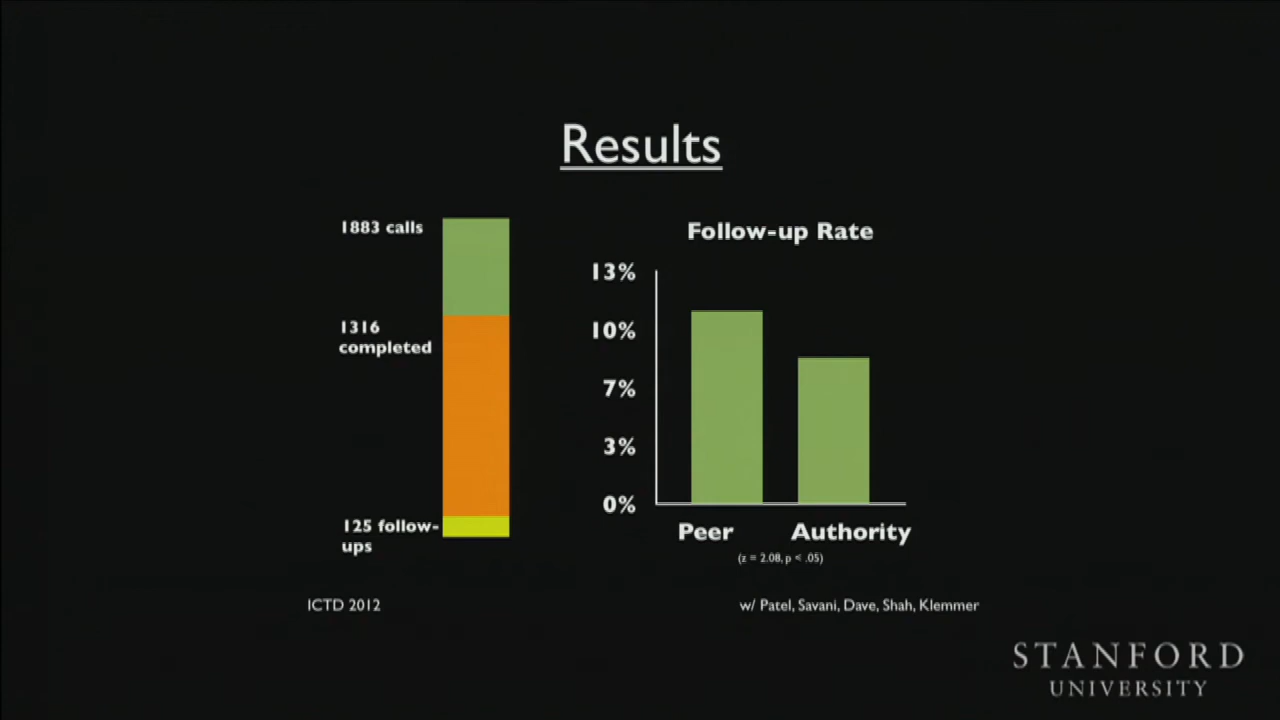 Results
1883 calls
1316
completed
125 follow-
ups
Follow-up Rate
13%
10%
7%
3%
0%
Peer
Authority
(z = 2.08, p < .05)
ICTD 2012
w/ Patel, Savani, Dave, Shah, Klemmer
STANFORD
UNIVERSITY